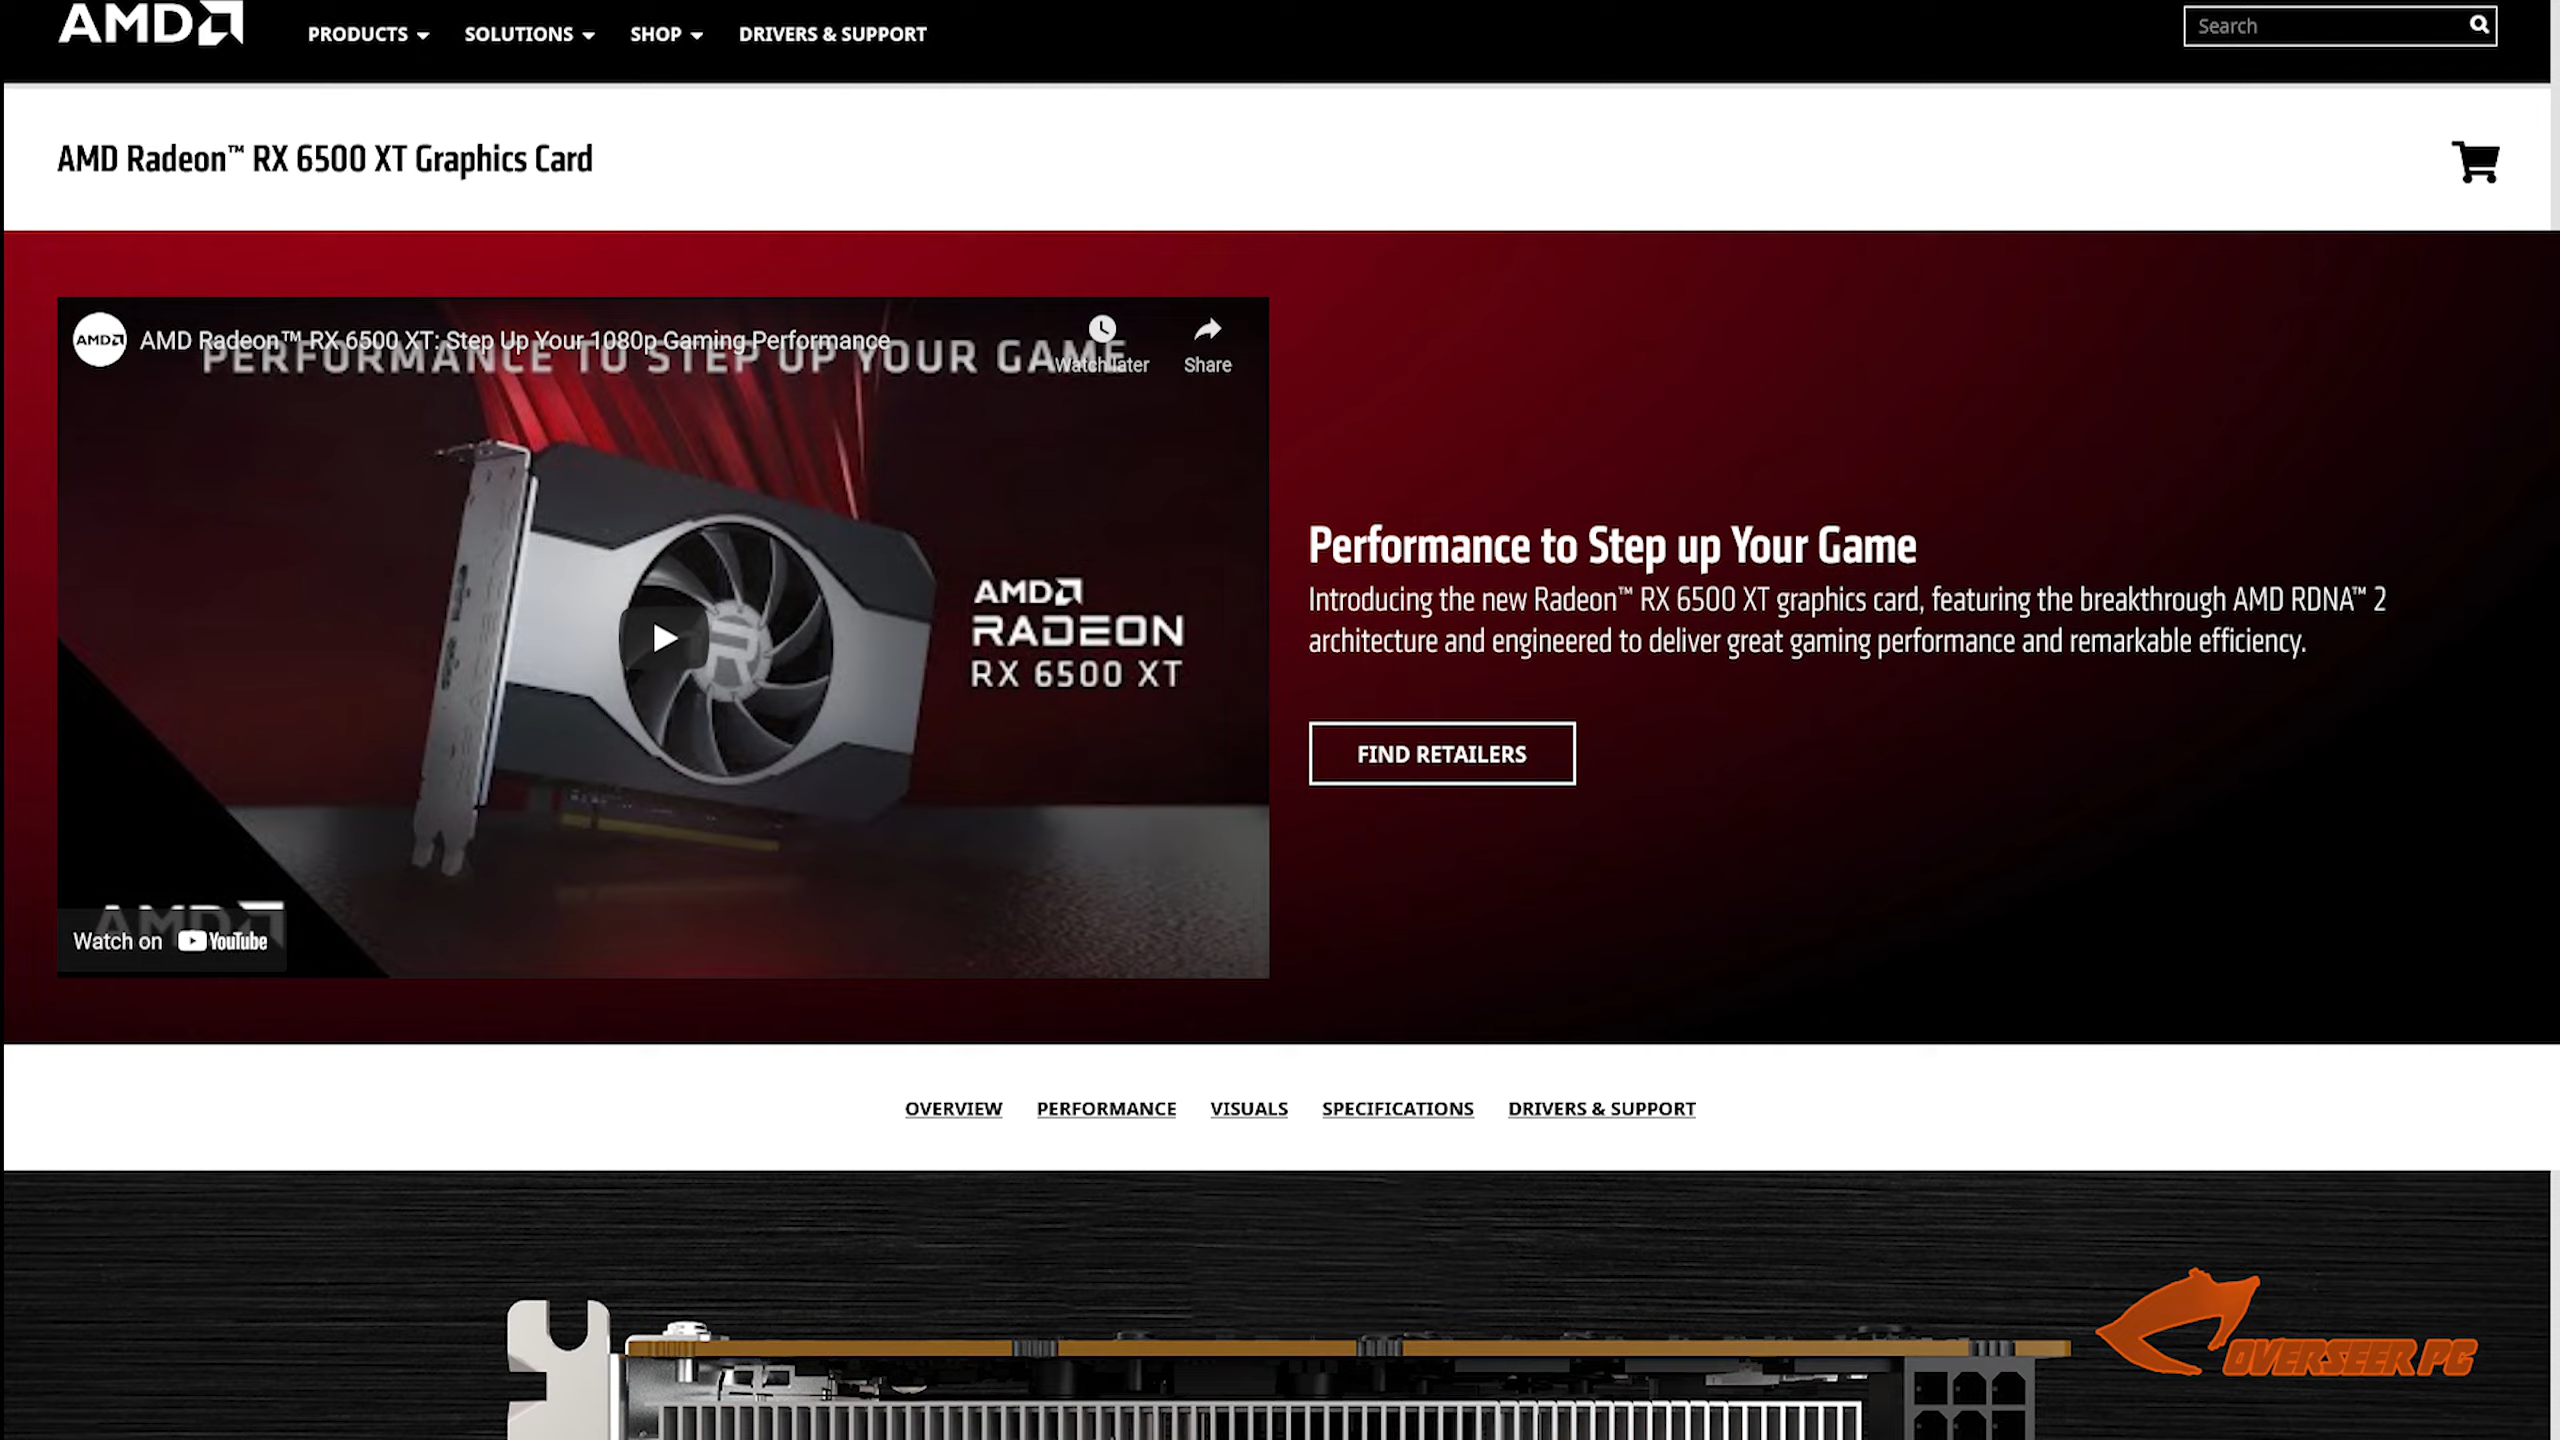 AMD
PRODUCTS SOLUTIONS SHOP DRIVERS & SUPPORT
Search
AMD Radeon™ RX 6500 XT Graphics Card
AMD
AMD Radeon™ RX 6500 XT: Step Up Your 1080p Gaming Performance
PERFORMANCE TO STEP UP YOUR GAME
Watch later
Share
AMD
RADEON
RX 6500 XT
R
AMD
Watch on YouTube
Performance to Step up Your Game
Introducing the new Radeon™ RX 6500 XT graphics card, featuring the breakthrough AMD RDNA™ 2
architecture and engineered to deliver great gaming performance and remarkable efficiency.
FIND RETAILERS
OVERVIEW PERFORMANCE VISUALS SPECIFICATIONS DRIVERS & SUPPORT
OVERSEER PG